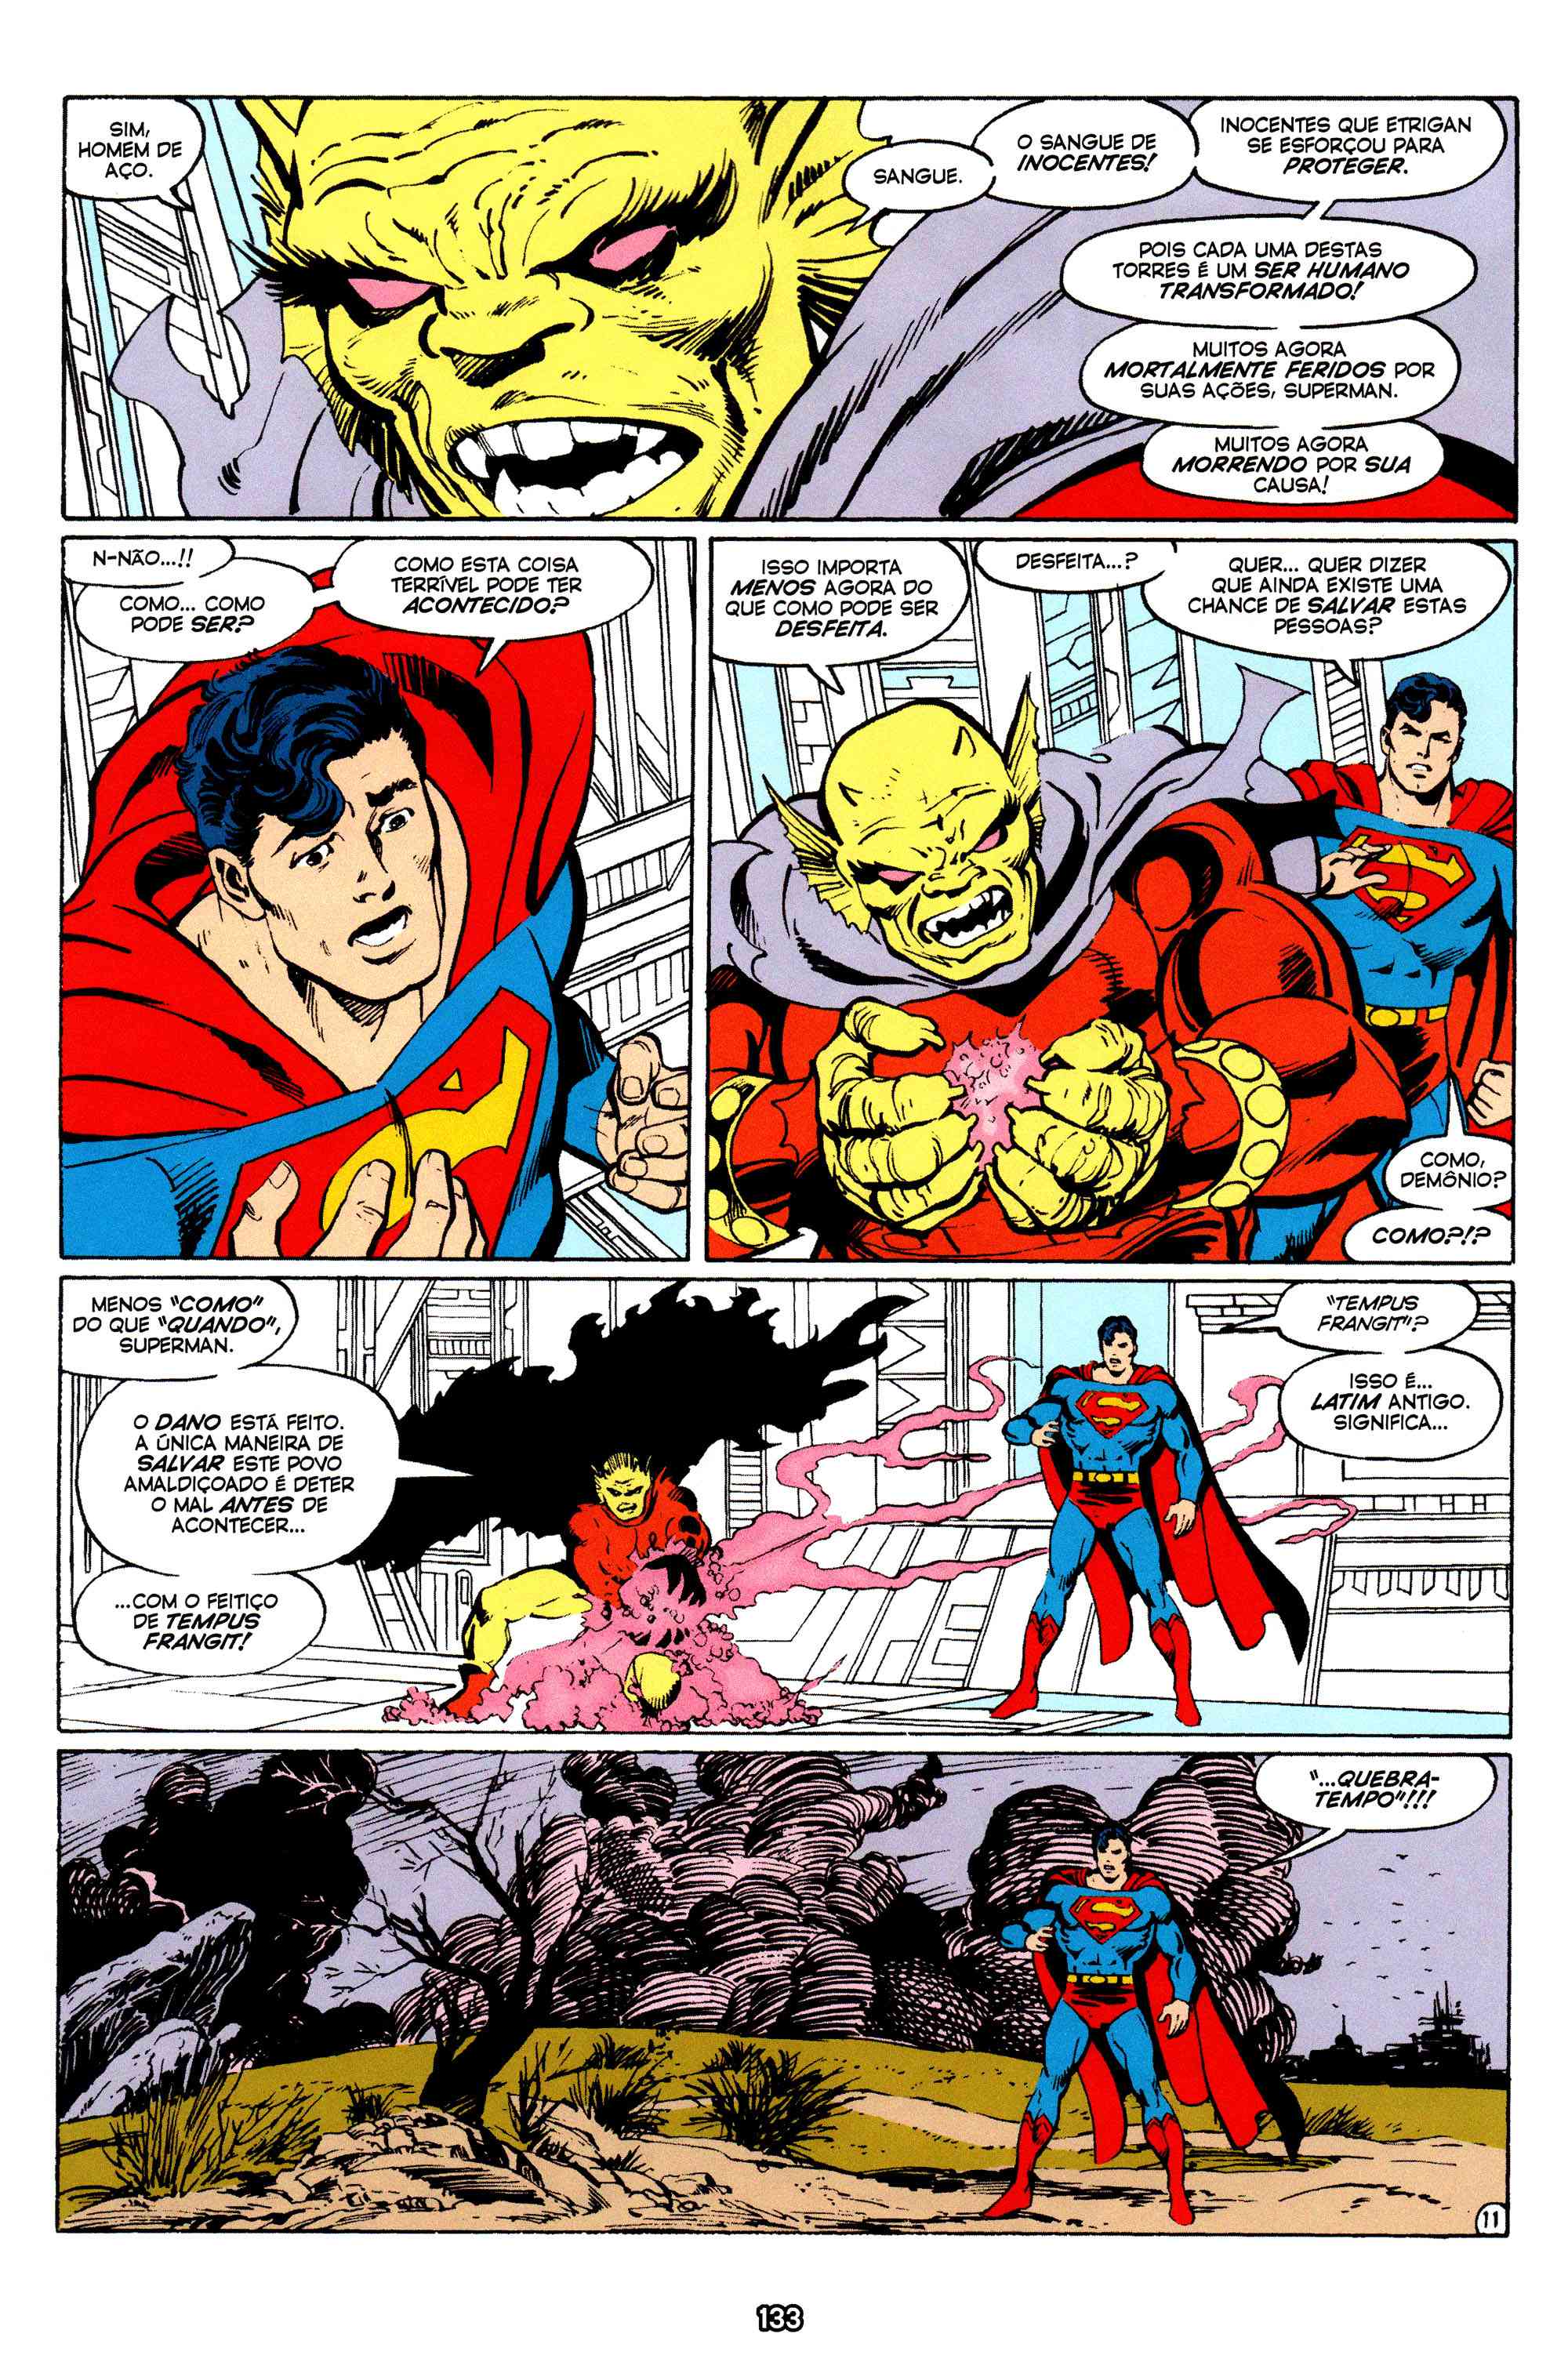 SIM,
HOMEM DE
AÇO.
SANGUE.
O SANGUE DE
INOCENTES!
INOCENTES QUE ETRIGAN
SE ESFORÇOU PARA
PROTEGER.
POIS CADA UMA DESTAS
TORRES É UM SER HUMANO
TRANSFORMADO!
MUITOS AGORA
MORTALMENTE FERIDOS POR
SUAS AÇÕES, SUPERMAN.
MUITOS AGORA
MORRENDO POR SUA
CAUSA!
N-NÃO...!!
COMO... COMO
PODE SER?
COMO ESTA COISA
TERRÍVEL PODE TER
ACONTECIDO?
ISSO IMPORTA
MENOS AGORA DO
QUE COMO PODE SER
DESFEITA.
DESFEITA...?
QUER... QUER DIZER
QUE AINDA EXISTE UMA
CHANCE DE SALVAR ESTAS
PESSOAS?
COMO,
DEMÔNIO?
COMO?!?
MENOS "COMO"
DO QUE "QUANDO",
SUPERMAN.
O DANO ESTÁ FEITO.
A ÚNICA MANEIRA DE
SALVAR ESTE POVO
AMALDIÇOADO É DETER
O MAL ANTES DE
ACONTECER...
...COM O FEITIÇO
DE TEMPUS
FRANGIT!
"TEMPUS
FRANGIT"?
ISSO É...
LATIM ANTIGO.
SIGNIFICA...
"...QUEBRA-
TEMPO"!!!
11
133